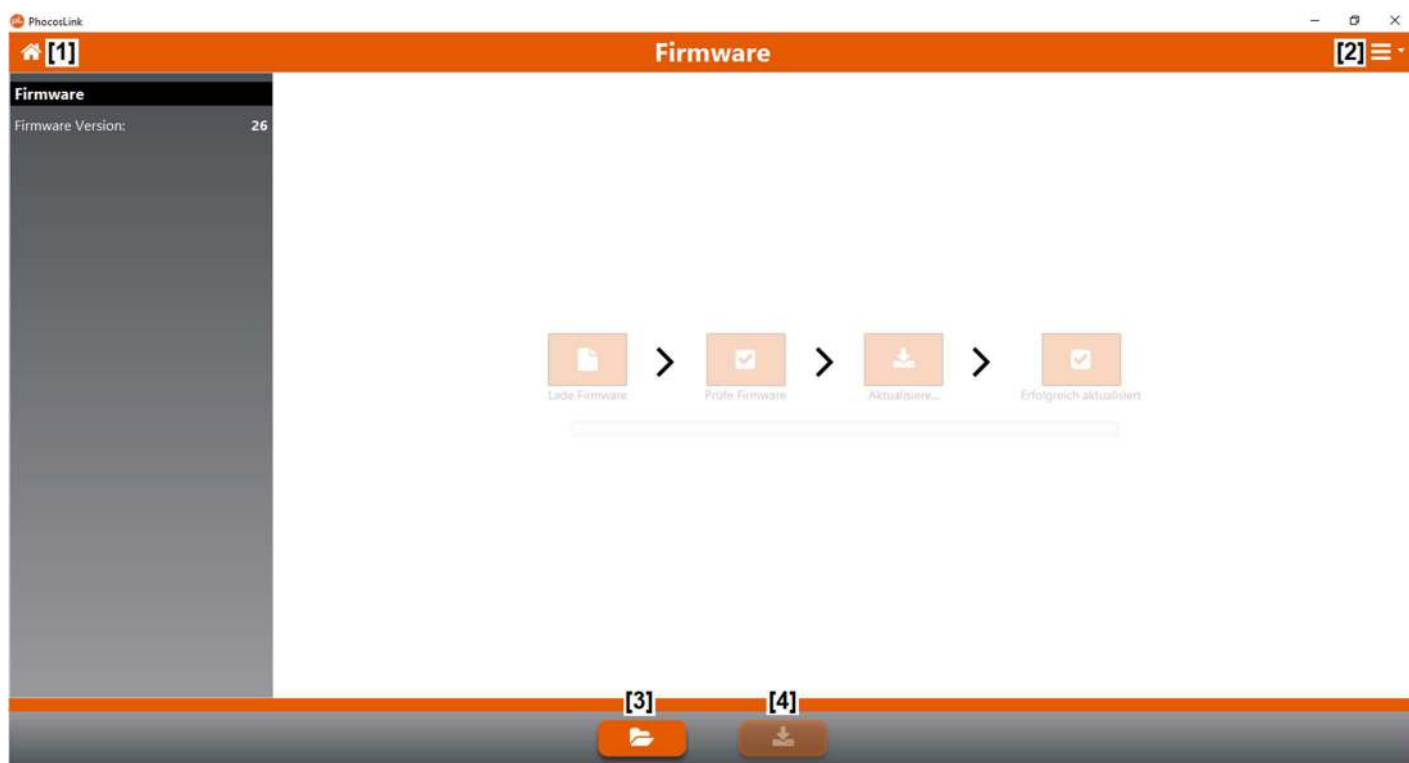 PhocosLink
[1] Firmware [2]
Firmware
Firmware Version: 26
Lade Firmware Prüfe Firmware Aktualisiere... Erfolgreich aktualisiert
[3] [4]